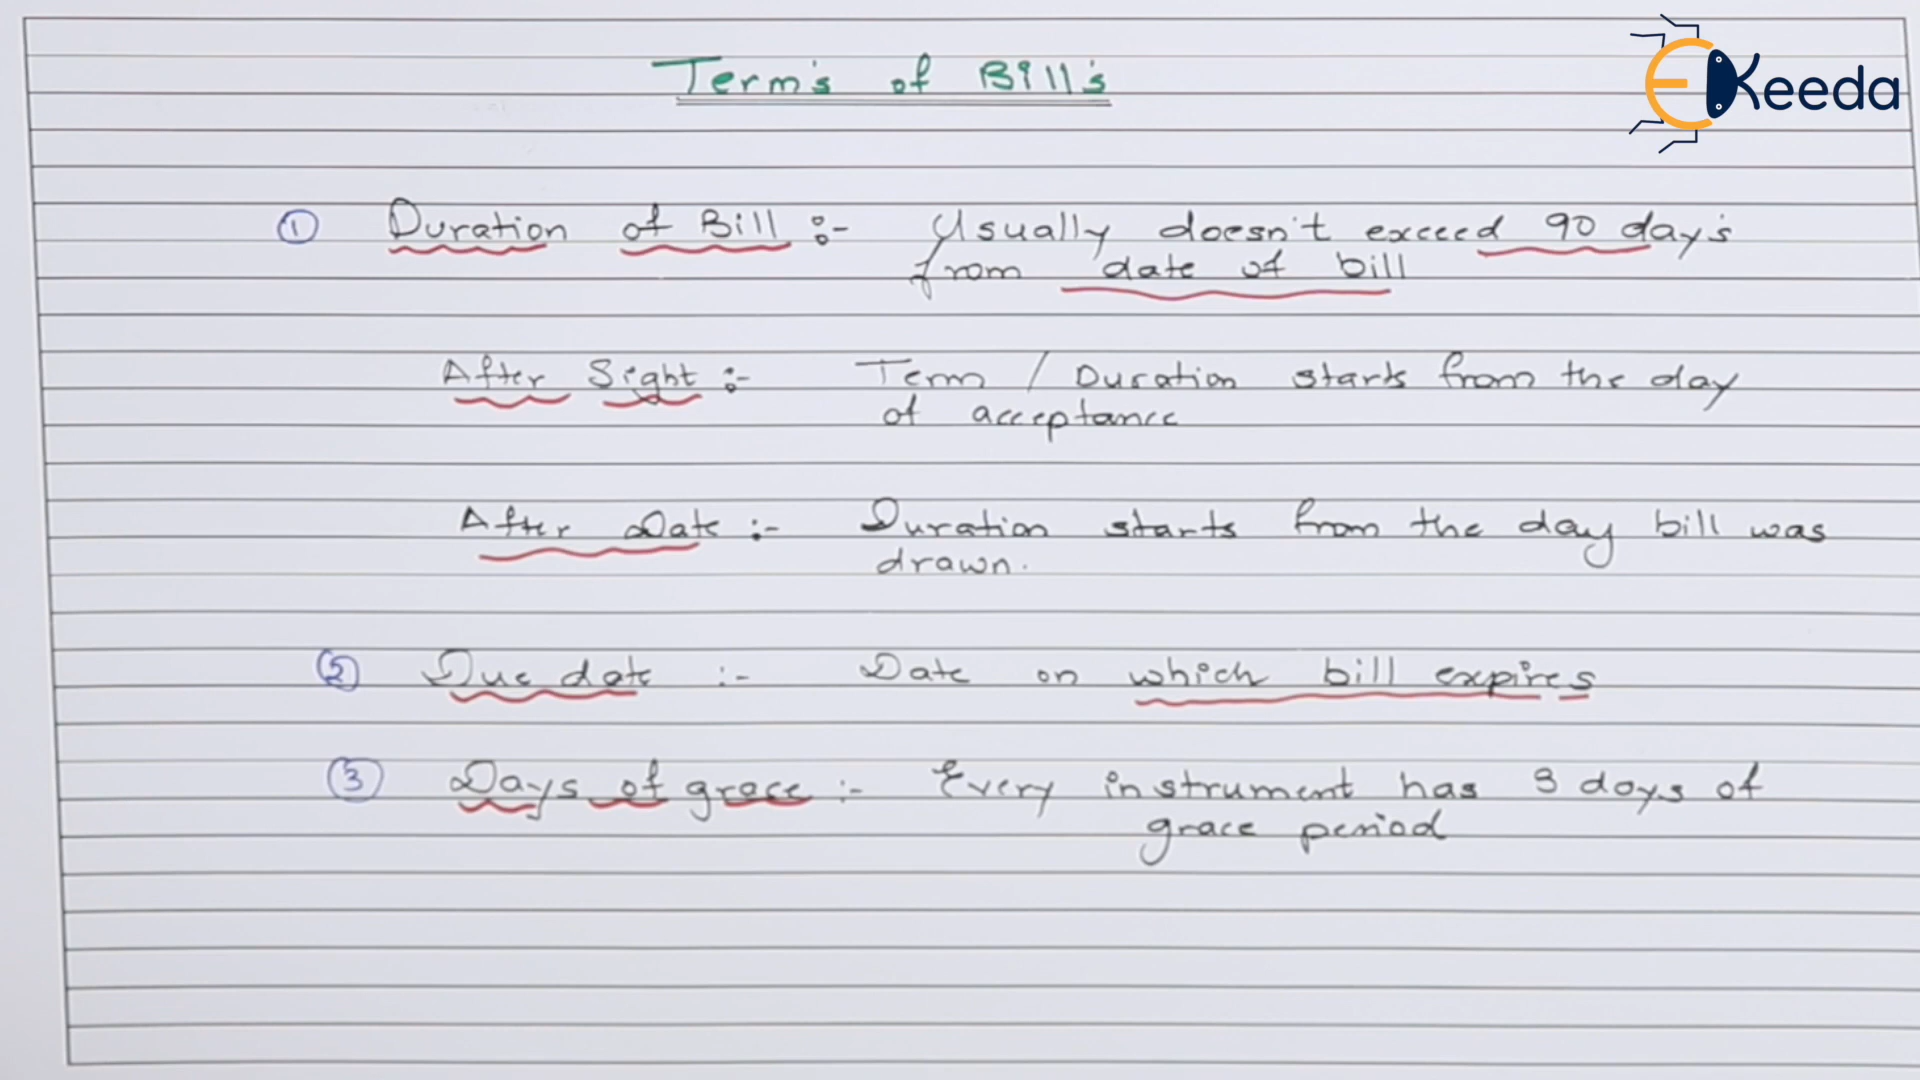 Term's of Bill's
EKeeda
① Duration of Bill :- Usually doesn't exceed 90 day's
from date of bill
After Sight :- Term / Duration starts from the day
of acceptance
After Date :- Duration starts from the day bill was
drawn.
② Due date :- Date on which bill expires
③ Days of grace :- Every instrument has 3 days of
grace period